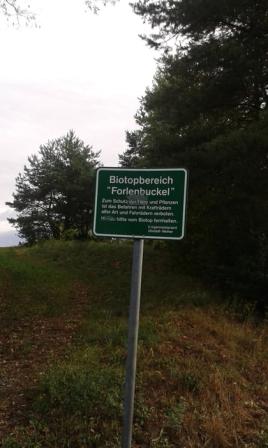 Biotopbereich
"Forlenbuckel"
Zum Schutz der Tiere und Pflanzen
ist das Befahren mit Krafträdern
aller Art und Fahrrädern verboten.
Hunde bitte vom Biotop fernhalten.